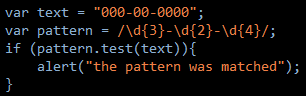 var text = "000-00-0000";
var pattern = /\d{3}-\d{2}-\d{4}/;
if (pattern.test(text)){
    alert("the pattern was matched");
}